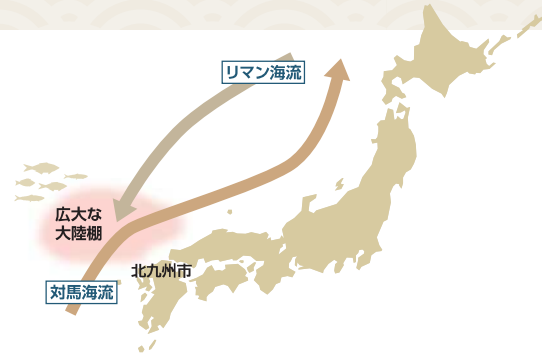 リマン海流
広大な
大陸棚
北九州市
対馬海流